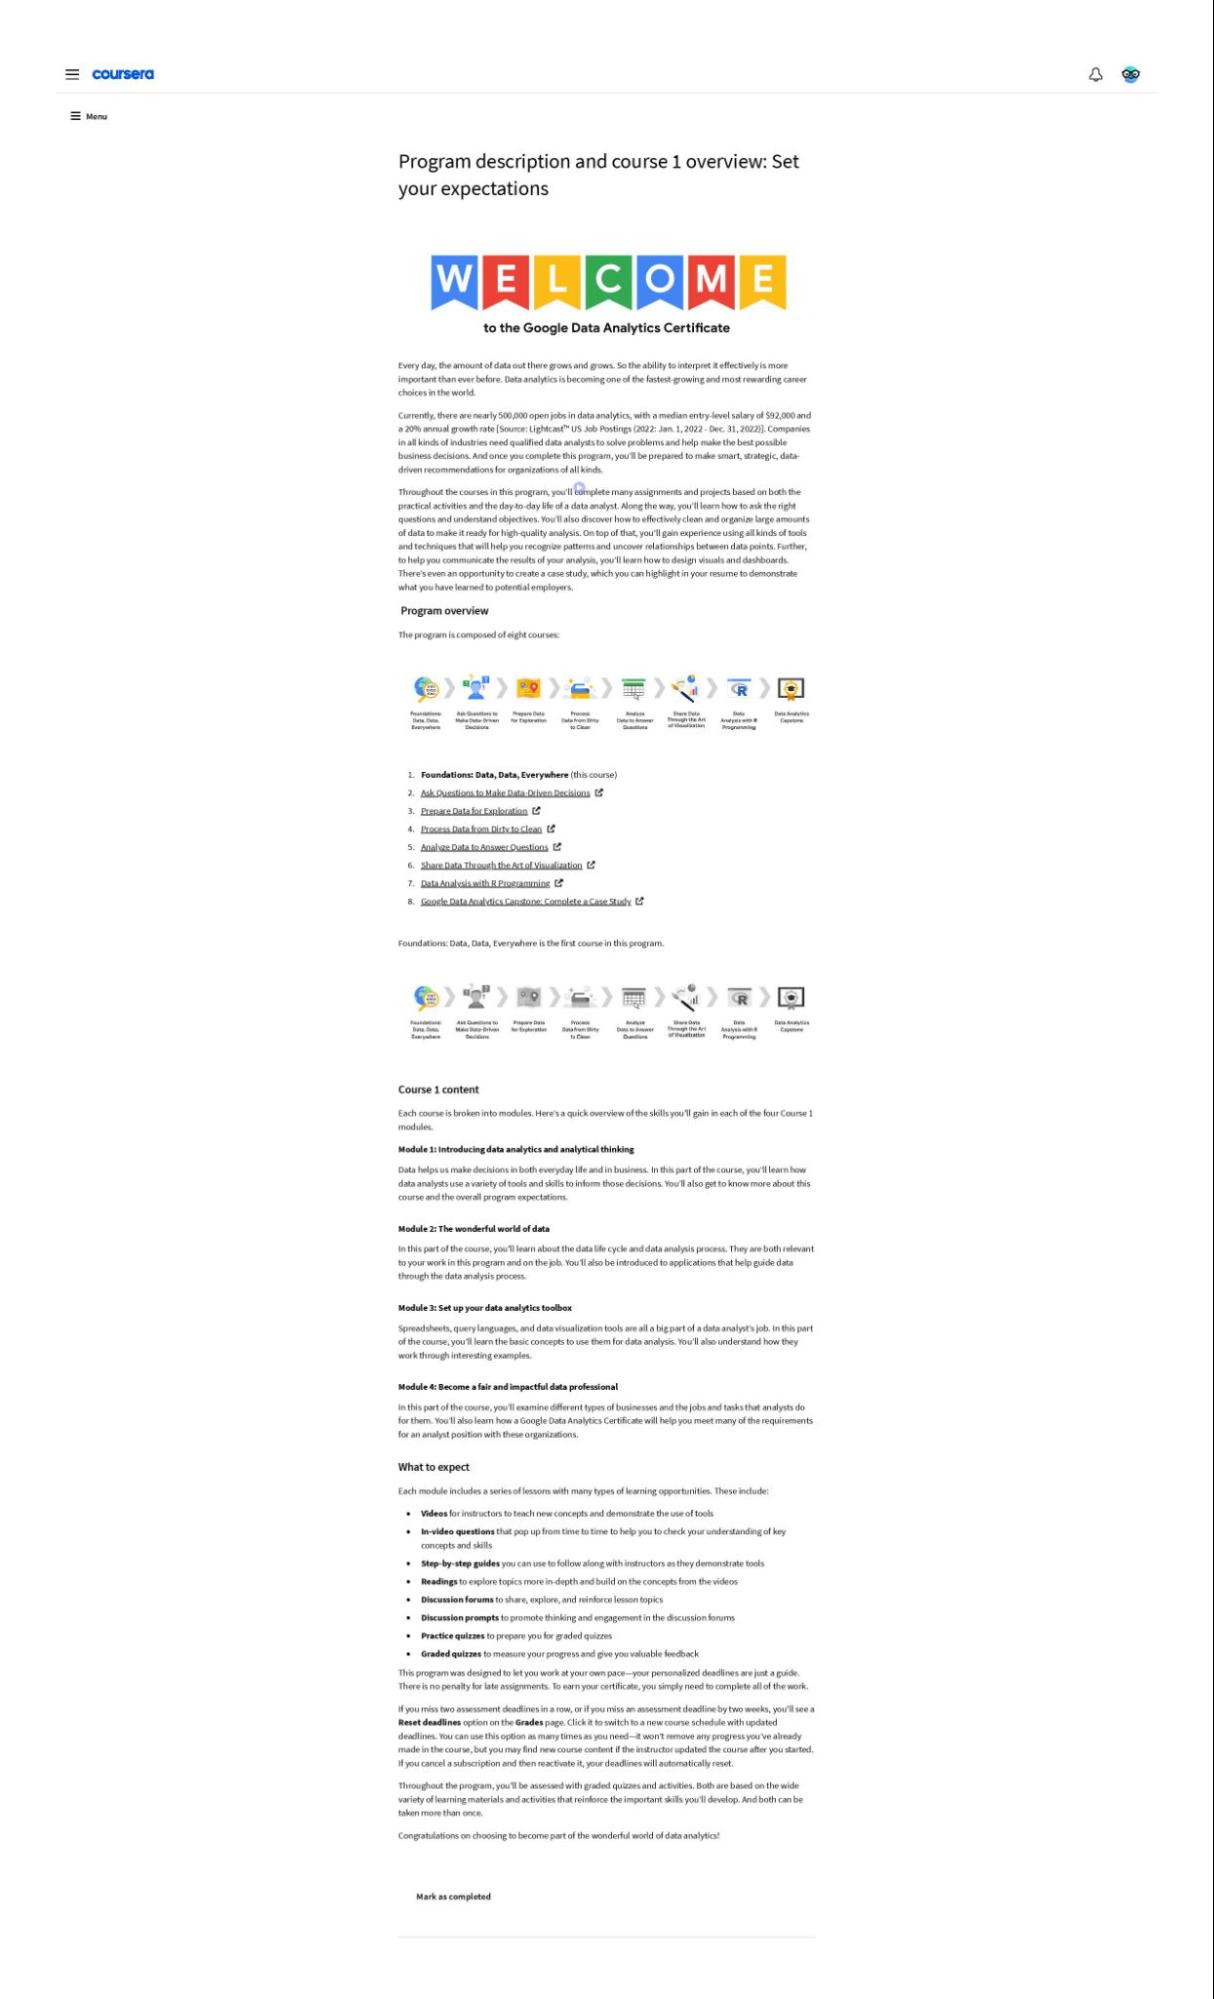 coursera
Menu
Program description and course 1 overview: Set
your expectations
WELCOME
to the Google Data Analytics Certificate
Every day, the amount of data out there grows and grows. So the ability to interpret it effectively is more
important than ever before. Data analytics is becoming one of the fastest-growing and most rewarding career
choices in the world.
Currently, there are nearly 500,000 open jobs in data analytics, with a median entry-level salary of $92,000 and
a 20% annual growth rate [Source: Lightcast™ US Job Postings (2022: Jan. 1, 2022 - Dec. 31, 2022)]. Companies
in all kinds of industries need qualified data analysts to solve problems and help make the best possible
business decisions. And once you complete this program, you'll be prepared to make smart, strategic, data-
driven recommendations for organizations of all kinds.
Throughout the courses in this program, you'll complete many assignments and projects based on both the
practical activities and the day-to-day life of a data analyst. Along the way, you'll learn how to ask the right
questions and understand objectives. You'll also discover how to effectively clean and organize large amounts
of data to make it ready for high-quality analysis. On top of that, you'll gain experience using all kinds of tools
and techniques that will help you recognize patterns and uncover relationships between data points. Further,
to help you communicate the results of your analysis, you'll learn how to design visuals and dashboards.
There's even an opportunity to create a case study, which you can highlight in your resume to demonstrate
what you have learned to potential employers.
Program overview
The program is composed of eight courses:
Foundations: Data, Data, Everywhere
Ask Questions to Make Data-Driven Decisions
Prepare Data for Exploration
Process Data from Dirty to Clean
Analyze Data to Answer Questions
Share Data Through the Art of Visualization
Data Analysis with R Programming
Data Analytics Capstone
1. Foundations: Data, Data, Everywhere (this course)
2. Ask Questions to Make Data-Driven Decisions
3. Prepare Data for Exploration
4. Process Data from Dirty to Clean
5. Analyze Data to Answer Questions
6. Share Data Through the Art of Visualization
7. Data Analysis with R Programming
8. Google Data Analytics Capstone: Complete a Case Study
Foundations: Data, Data, Everywhere is the first course in this program.
Foundations: Data, Data, Everywhere
Ask Questions to Make Data-Driven Decisions
Prepare Data for Exploration
Process Data from Dirty to Clean
Analyze Data to Answer Questions
Share Data Through the Art of Visualization
Data Analysis with R Programming
Data Analytics Capstone
Course 1 content
Each course is broken into modules. Here's a quick overview of the skills you'll gain in each of the four Course 1
modules.
Module 1: Introducing data analytics and analytical thinking
Data helps us make decisions in both everyday life and in business. In this part of the course, you'll learn how
data analysts use a variety of tools and skills to inform those decisions. You'll also get to know more about this
course and the overall program expectations.
Module 2: The wonderful world of data
In this part of the course, you'll learn about the data life cycle and data analysis process. They are both relevant
to your work in this program and on the job. You'll also be introduced to applications that help guide data
through the data analysis process.
Module 3: Set up your data analytics toolbox
Spreadsheets, query languages, and data visualization tools are all a big part of a data analyst's job. In this part
of the course, you'll learn the basic concepts to use them for data analysis. You'll also understand how they
work through interesting examples.
Module 4: Become a fair and impactful data professional
In this part of the course, you'll examine different types of businesses and the jobs and tasks that analysts do
for them. You'll also learn how a Google Data Analytics Certificate will help you meet many of the requirements
for an analyst position with these organizations.
What to expect
Each module includes a series of lessons with many types of learning opportunities. These include:
• Videos for instructors to teach new concepts and demonstrate the use of tools
• In-video questions that pop up from time to time to help you to check your understanding of key
concepts and skills
• Step-by-step guides you can use to follow along with instructors as they demonstrate tools
• Readings to explore topics more in-depth and build on the concepts from the videos
• Discussion forums to share, explore, and reinforce lesson topics
• Discussion prompts to promote thinking and engagement in the discussion forums
• Practice quizzes to prepare you for graded quizzes
• Graded quizzes to measure your progress and give you valuable feedback
This program was designed to let you work at your own pace—your personalized deadlines are just a guide.
There is no penalty for late assignments. To earn your certificate, you simply need to complete all of the work.
If you miss two assessment deadlines in a row, or if you miss an assessment deadline by two weeks, you'll see a
Reset deadlines option on the Grades page. Click it to switch to a new course schedule with updated
deadlines. You can use this option as many times as you need—it won't remove any progress you've already
made in the course, but you may find new course content if the instructor updated the course after you started.
If you cancel a subscription and then reactivate it, your deadlines will automatically reset.
Throughout the program, you'll be assessed with graded quizzes and activities. Both are based on the wide
variety of learning materials and activities that reinforce the important skills you'll develop. And both can be
taken more than once.
Congratulations on choosing to become part of the wonderful world of data analytics!
Mark as completed